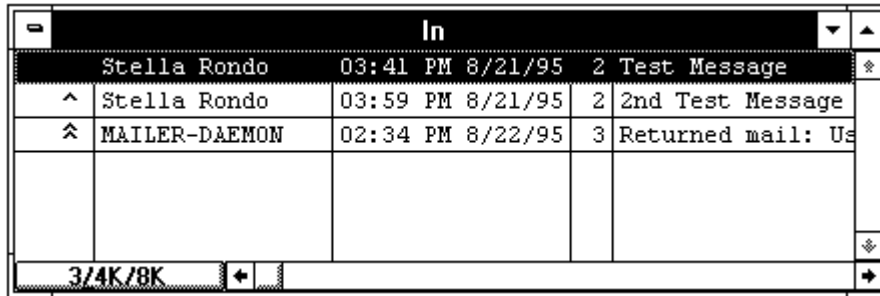 In
Stella Rondo 03:41 PM 8/21/95 2 Test Message
Stella Rondo 03:59 PM 8/21/95 2 2nd Test Message
MAILER-DAEMON 02:34 PM 8/22/95 3 Returned mail: Us
3/4K/8K